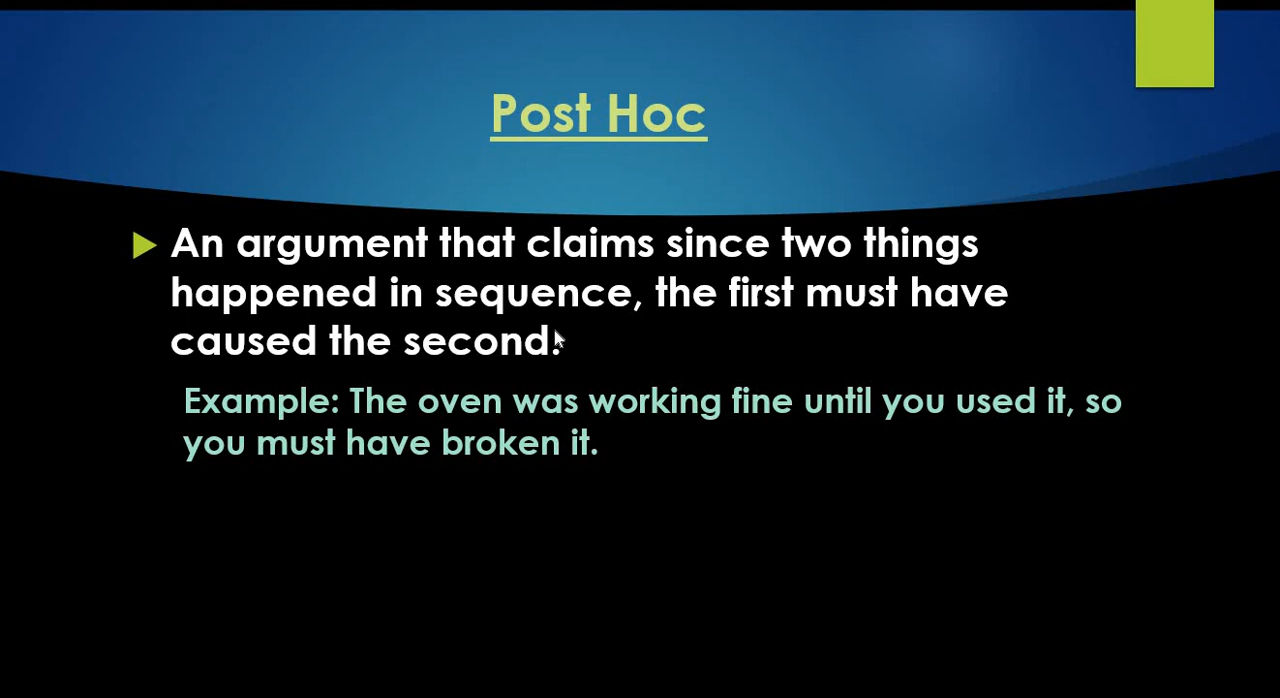 Post Hoc
An argument that claims since two things
happened in sequence, the first must have
caused the second.
Example: The oven was working fine until you used it, so
you must have broken it.